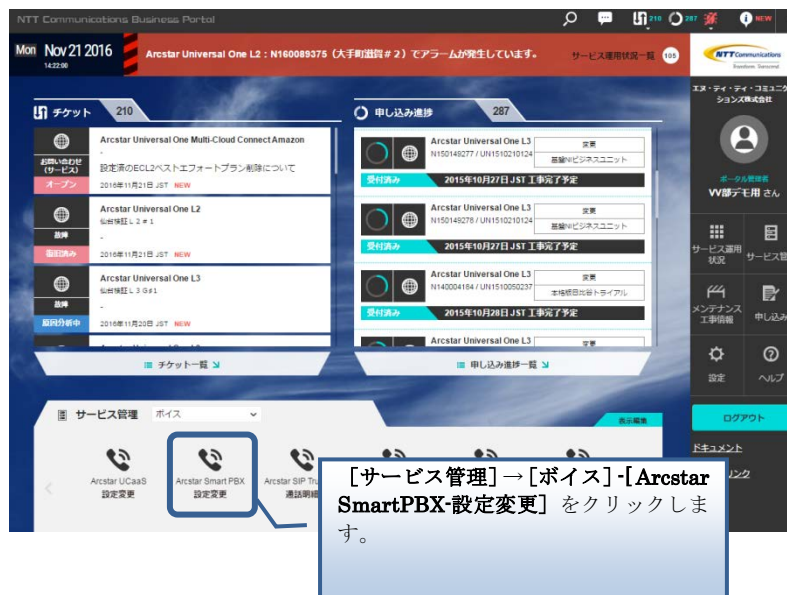 NTT Communications Business Portal
210
287
NEW
Mon Nov 21 2016
14:22:00
Arcstar Universal One L2 : N160089375 (大手町滋賀#2) でアラームが発生しています。
サービス運用状況一覧 105
NTT Communications
エヌ・ティ・ティ・コミュニケ
ションズ株式会社
ポータル管理者
VV部デモ用 さん
チケット 210
お問い合わせ
(サービス)
オープン
Arcstar Universal One Multi-Cloud Connect Amazon
-
設定済のECL2ベストエフォートプラン削除について
2016年11月21日 JST NEW
故障
復旧済み
Arcstar Universal One L2
仙台検証L2#1
-
2016年11月21日 JST NEW
故障
原因分析中
Arcstar Universal One L3
仙台検証L3 G#1
-
2016年11月20日 JST NEW
チケット一覧
申し込み進捗 287
Arcstar Universal One L3
N150149277 / UN1510210124
変更
基盤NIビジネスユニット
受付済み 2015年10月27日 JST 工事完了予定
Arcstar Universal One L3
N150149278 / UN1510210124
変更
基盤NIビジネスユニット
受付済み 2015年10月27日 JST 工事完了予定
Arcstar Universal One L3
N140004164 / UN1510050237
変更
本格版日比谷トライアル
受付済み 2015年10月28日 JST 工事完了予定
Arcstar Universal One L3
変更
申し込み進捗一覧
サービス運用
状況
サービス管
メンテナンス
工事情報
申し込み
設定
ヘルプ
ログアウト
ドキュメント
リンク
サービス管理 ボイス
表示編集
Arcstar UCaaS
設定変更
Arcstar Smart PBX
設定変更
Arcstar SIP Tru
通話明細
[サービス管理]→[ボイス]-[Arcstar
SmartPBX-設定変更] をクリックしま
す。